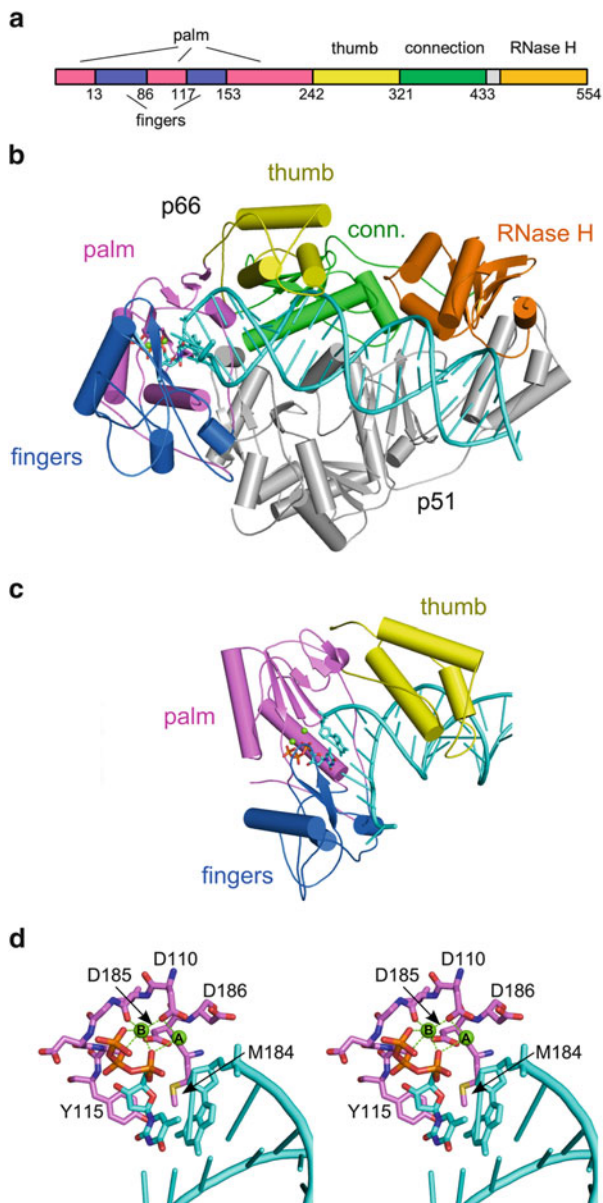 a
palm
thumb connection RNase H
13 86 117 153 242 321 433 554
fingers
b
thumb
p66
conn.
RNase H
palm
fingers
p51
c
thumb
palm
fingers
d
D110 D110
D185 D186 D185 D186
B A B A
M184 M184
Y115 Y115